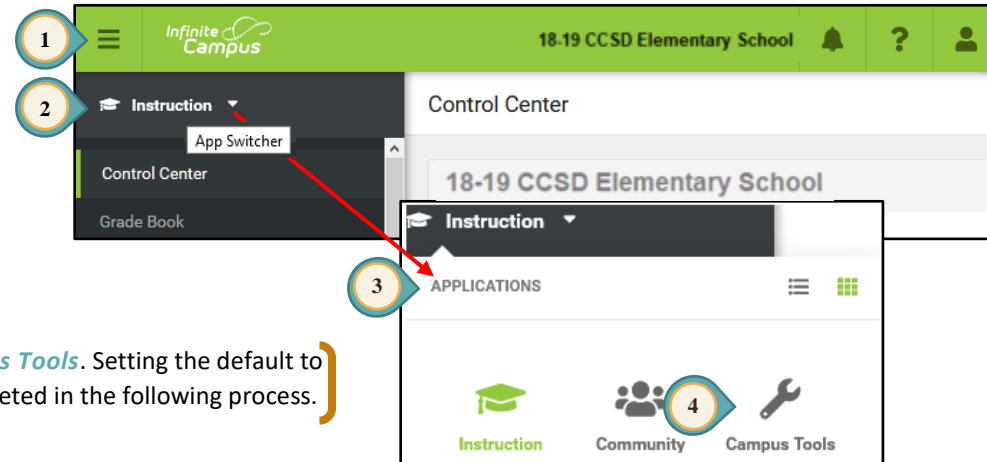 1
Infinite
Campus
18-19 CCSD Elementary School
?
2
Instruction
Control Center
App Switcher
Control Center
18-19 CCSD Elementary School
Grade Book
Instruction
3
APPLICATIONS
s Tools. Setting the default to
eted in the following process.
4
Instruction Community Campus Tools